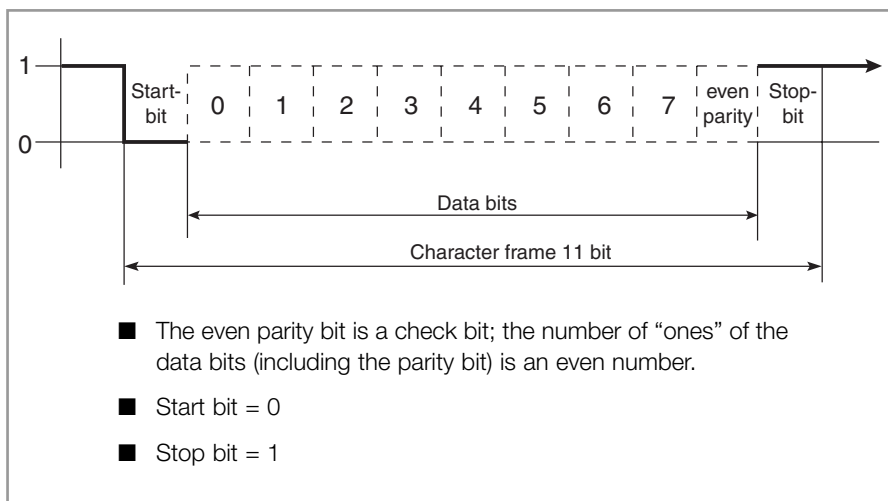 1
0
Start-
bit
0 1 2 3 4 5 6 7
even
parity
Stop-
bit
Data bits
Character frame 11 bit
■ The even parity bit is a check bit; the number of “ones” of the
data bits (including the parity bit) is an even number.
■ Start bit = 0
■ Stop bit = 1